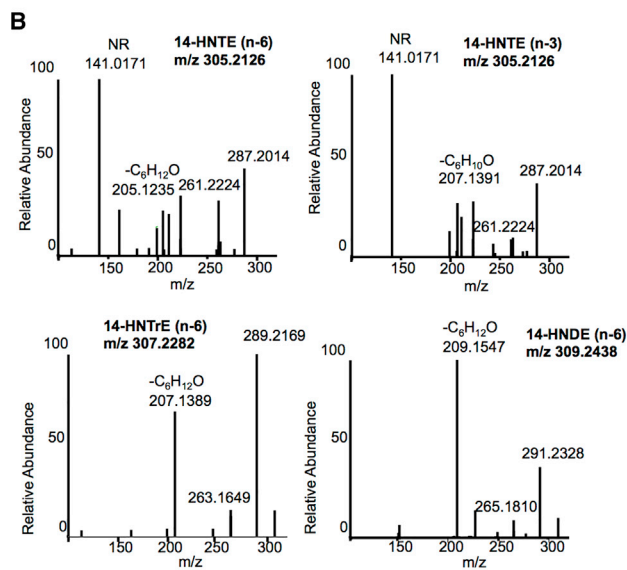 B
NR
141.0171
14-HNTE (n-6)
m/z 305.2126
100
50
0
Relative Abundance
-C6H12O
205.1235
261.2224
287.2014
150 200 250 300
m/z
NR
141.0171
14-HNTE (n-3)
m/z 305.2126
100
50
0
Relative Abundance
-C6H10O
207.1391
261.2224
287.2014
150 200 250 300
m/z
14-HNTrE (n-6)
m/z 307.2282
289.2169
100
50
0
Relative Abundance
-C6H12O
207.1389
263.1649
150 200 250 300
m/z
-C6H12O
209.1547
14-HNDE (n-6)
m/z 309.2438
100
50
0
Relative Abundance
265.1810
291.2328
150 200 250 300
m/z